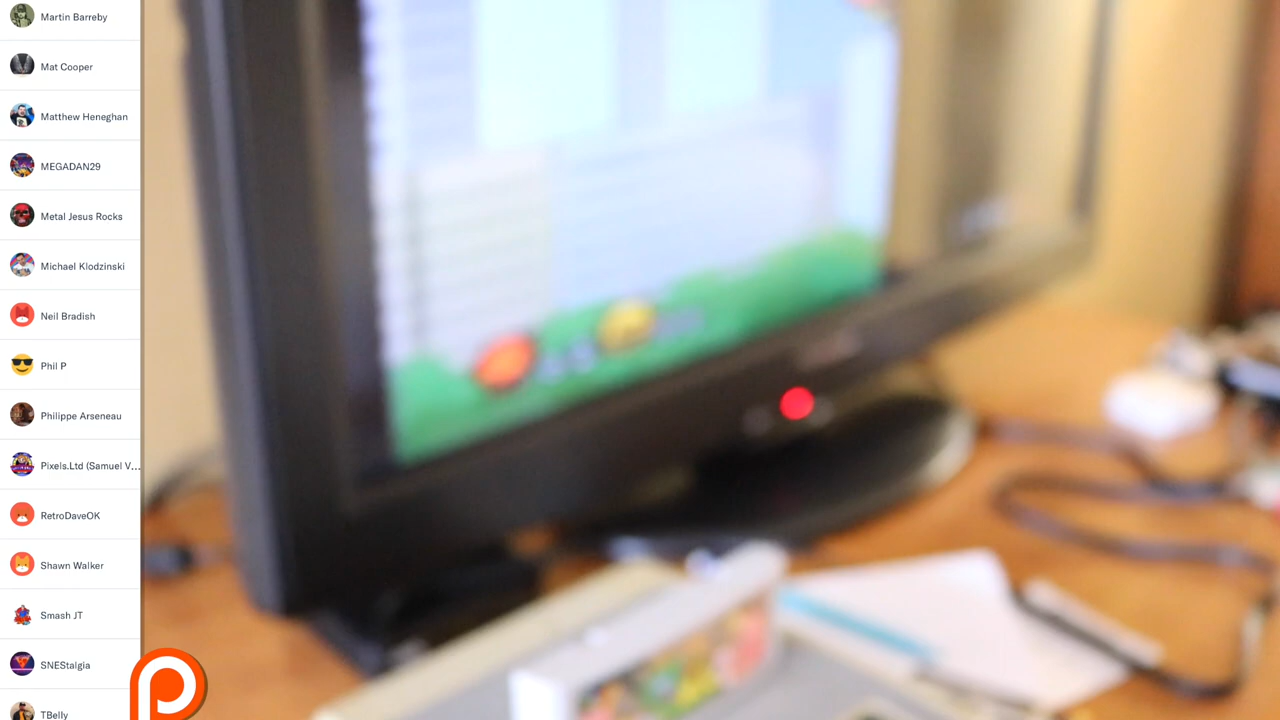 Martin Barreby
Mat Cooper
Matthew Heneghan
MEGADAN29
Metal Jesus Rocks
Michael Klodzinski
Neil Bradish
Phil P
Philippe Arseneau
Pixels.Ltd (Samuel V...
RetroDaveOK
Shawn Walker
Smash JT
SNEStalgia
TBelly